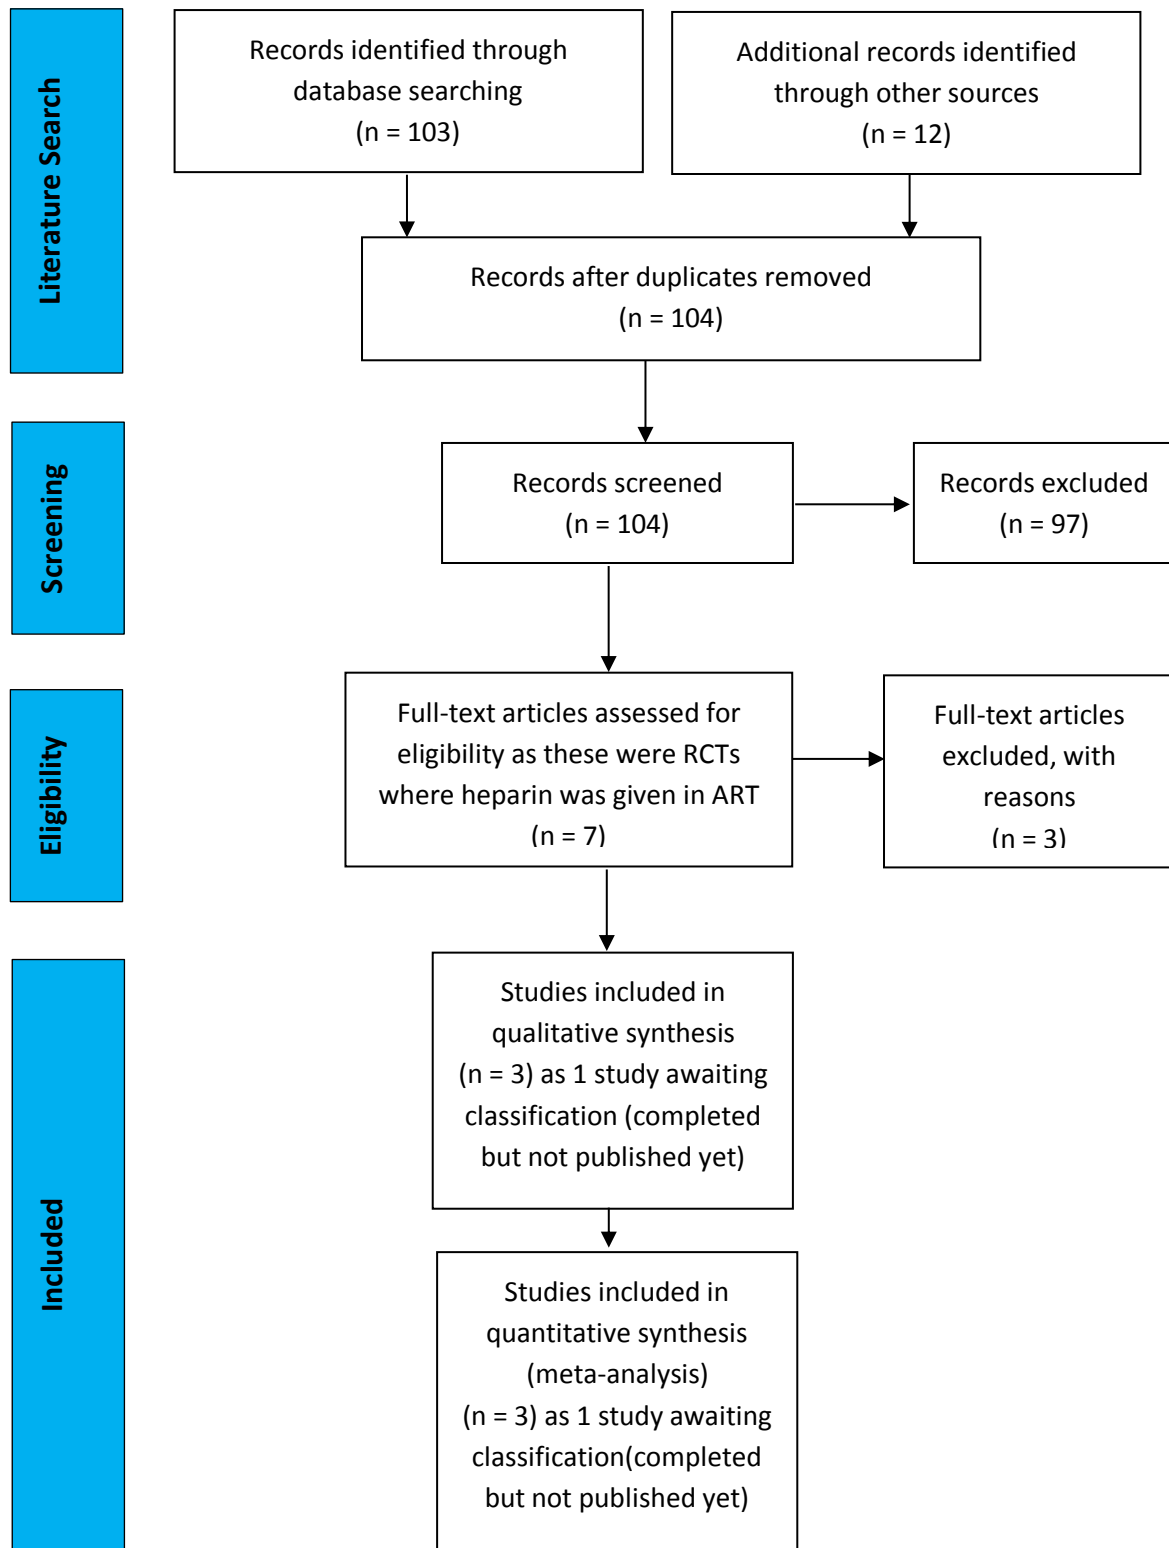 Literature Search
Records identified through
database searching
(n = 103)
Additional records identified
through other sources
(n = 12)
Records after duplicates removed
(n = 104)
Screening
Records screened
(n = 104)
Records excluded
(n = 97)
Eligibility
Full-text articles assessed for
eligibility as these were RCTs
where heparin was given in ART
(n = 7)
Full-text articles
excluded, with
reasons
(n = 3)
Included
Studies included in
qualitative synthesis
(n = 3) as 1 study awaiting
classification (completed
but not published yet)
Studies included in
quantitative synthesis
(meta-analysis)
(n = 3) as 1 study awaiting
classification(completed
but not published yet)